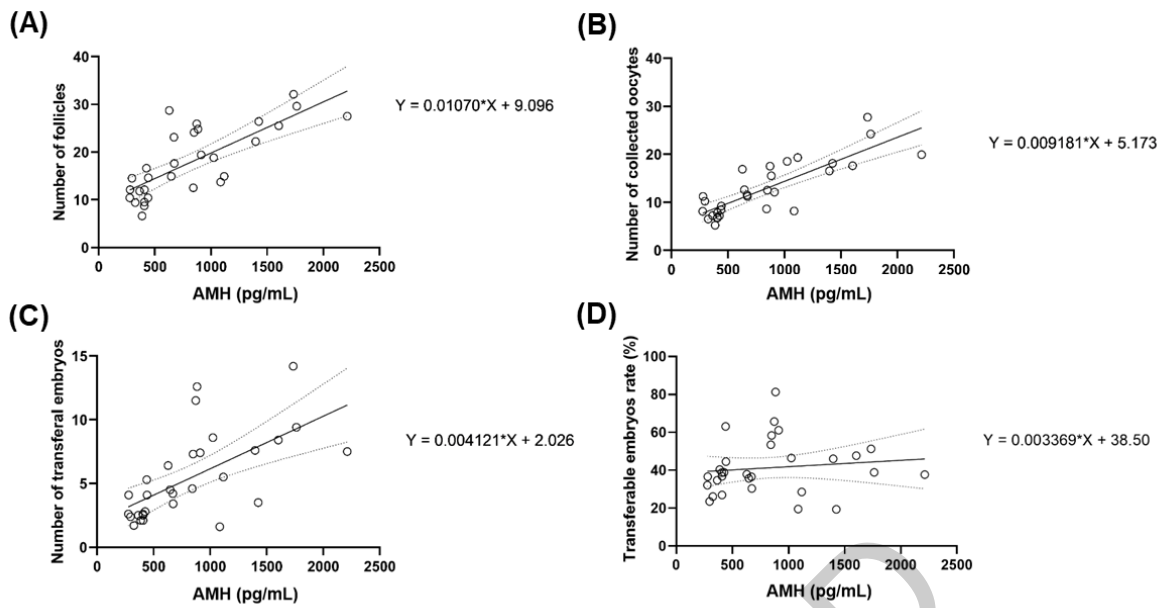 (A)
Number of follicles
40
30
20
10
0
0 500 1000 1500 2000 2500
AMH (pg/mL)
Y = 0.01070*X + 9.096
(B)
Number of collected oocytes
40
30
20
10
0
0 500 1000 1500 2000 2500
AMH (pg/mL)
Y = 0.009181*X + 5.173
(C)
Number of transferal embryos
15
10
5
0
0 500 1000 1500 2000 2500
AMH (pg/mL)
Y = 0.004121*X + 2.026
(D)
Transferable embryos rate (%)
100
80
60
40
20
0
0 500 1000 1500 2000 2500
AMH (pg/mL)
Y = 0.003369*X + 38.50